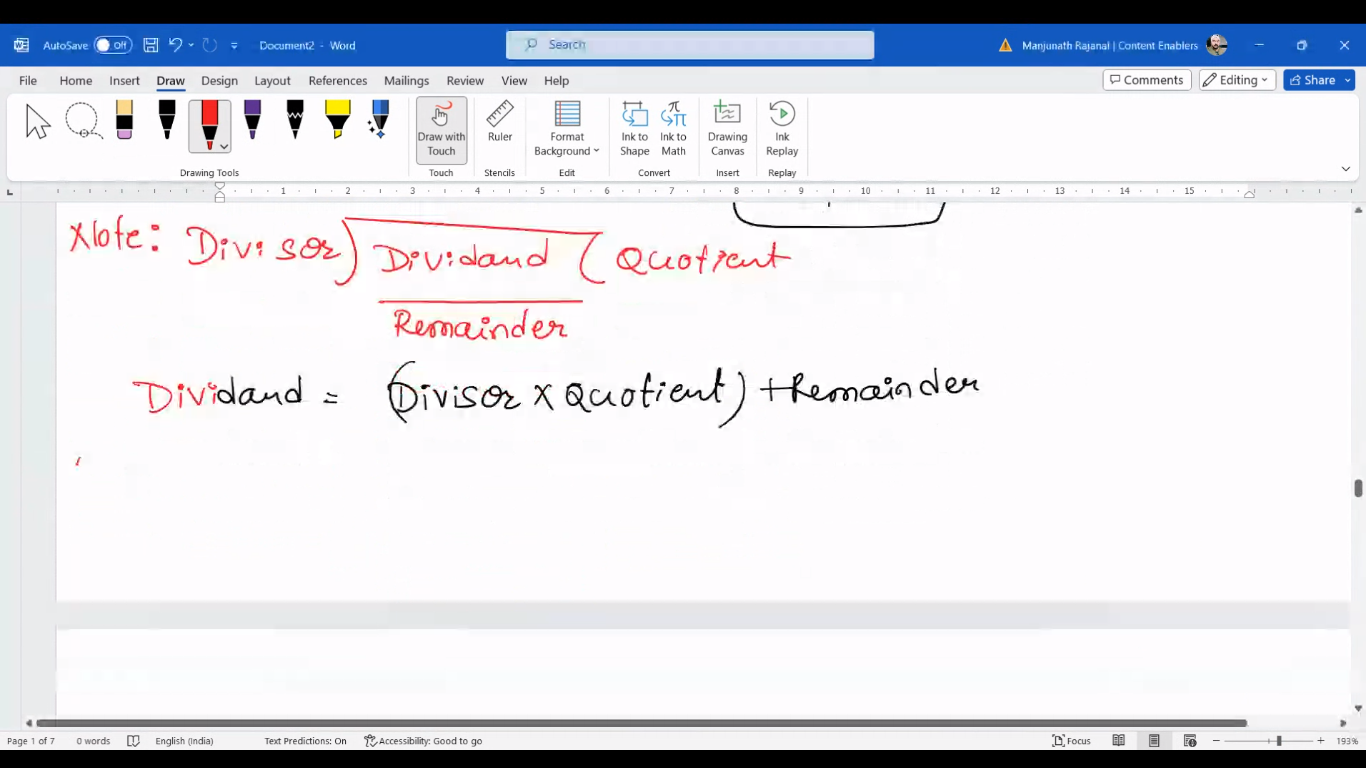 AutoSave Off Document2 - Word Search Manjunath Rajanal | Content Enablers
File Home Insert Draw Design Layout References Mailings Review View Help Comments Editing Share
Draw with Touch Ruler Format Background Ink to Shape Ink to Math Drawing Canvas Ink Replay
Drawing Tools Touch Stencils Edit Convert Insert Replay
1 2 3 4 5 6 7 8 9 10 11 12 13 14 15
Note: Divisor) Dividand ( Quotient
Remainder
Dividand = (Divisor X Quotient) + Remainder
Page 1 of 7 0 words English (India) Text Predictions: On Accessibility: Good to go Focus 193%